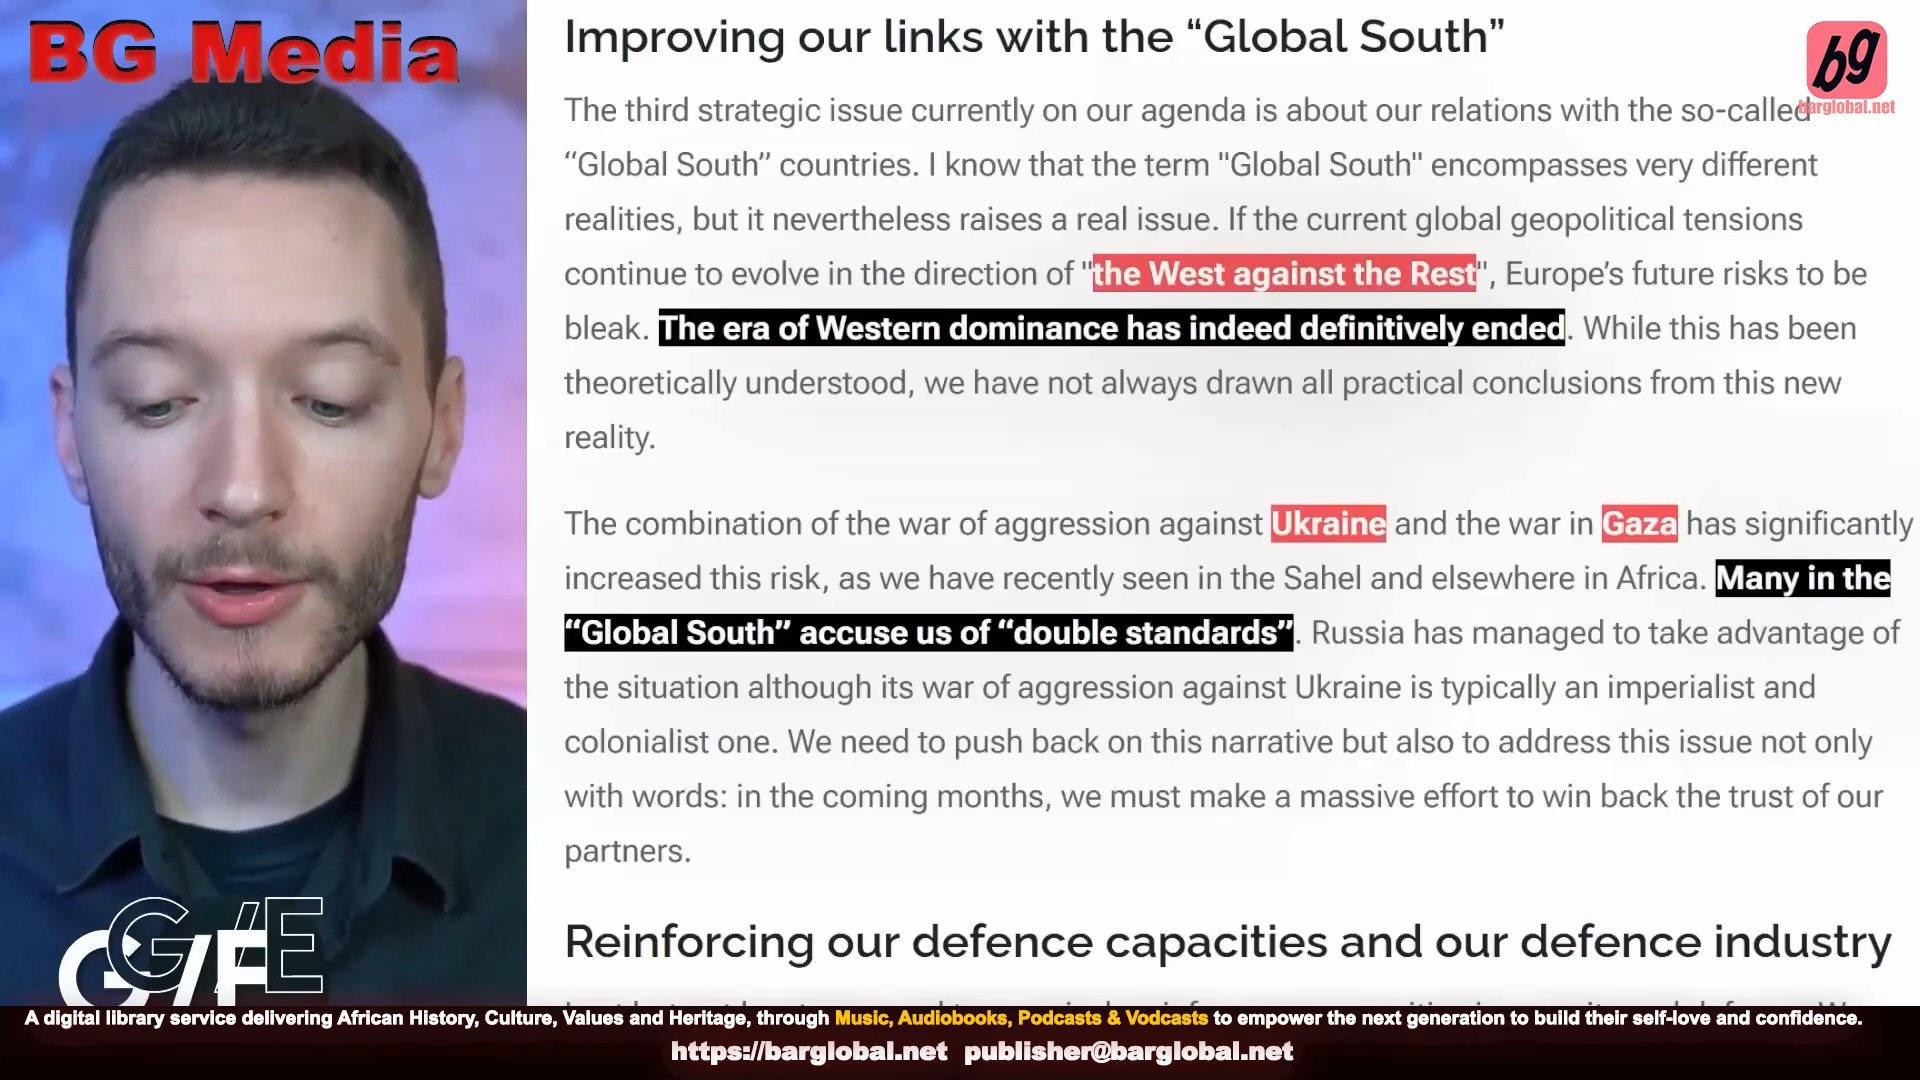 BG Media
bg
barglobal.net
Improving our links with the “Global South”
The third strategic issue currently on our agenda is about our relations with the so-called
“Global South” countries. I know that the term "Global South" encompasses very different
realities, but it nevertheless raises a real issue. If the current global geopolitical tensions
continue to evolve in the direction of "the West against the Rest", Europe’s future risks to be
bleak. The era of Western dominance has indeed definitively ended. While this has been
theoretically understood, we have not always drawn all practical conclusions from this new
reality.
The combination of the war of aggression against Ukraine and the war in Gaza has significantly
increased this risk, as we have recently seen in the Sahel and elsewhere in Africa. Many in the
“Global South” accuse us of “double standards”. Russia has managed to take advantage of
the situation although its war of aggression against Ukraine is typically an imperialist and
colonialist one. We need to push back on this narrative but also to address this issue not only
with words: in the coming months, we must make a massive effort to win back the trust of our
partners.
Reinforcing our defence capacities and our defence industry
G/E
A digital library service delivering African History, Culture, Values and Heritage, through Music, Audiobooks, Podcasts & Vodcasts to empower the next generation to build their self-love and confidence.
https://barglobal.net publisher@barglobal.net